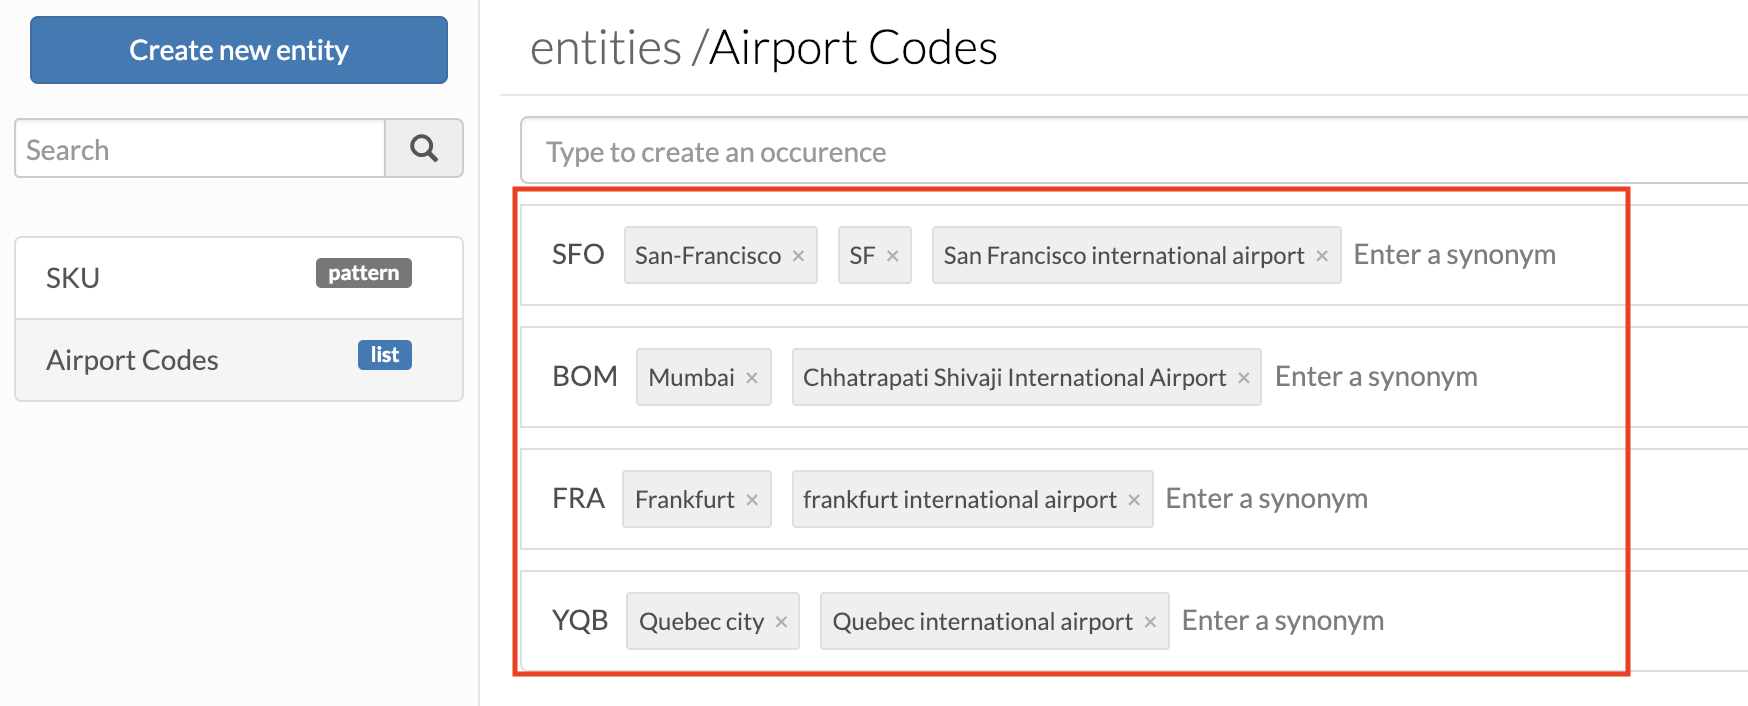 Create new entity
Search
SKU pattern
Airport Codes list
entities /Airport Codes
Type to create an occurence
SFO San-Francisco × SF × San Francisco international airport × Enter a synonym
BOM Mumbai × Chhatrapati Shivaji International Airport × Enter a synonym
FRA Frankfurt × frankfurt international airport × Enter a synonym
YQB Quebec city × Quebec international airport × Enter a synonym